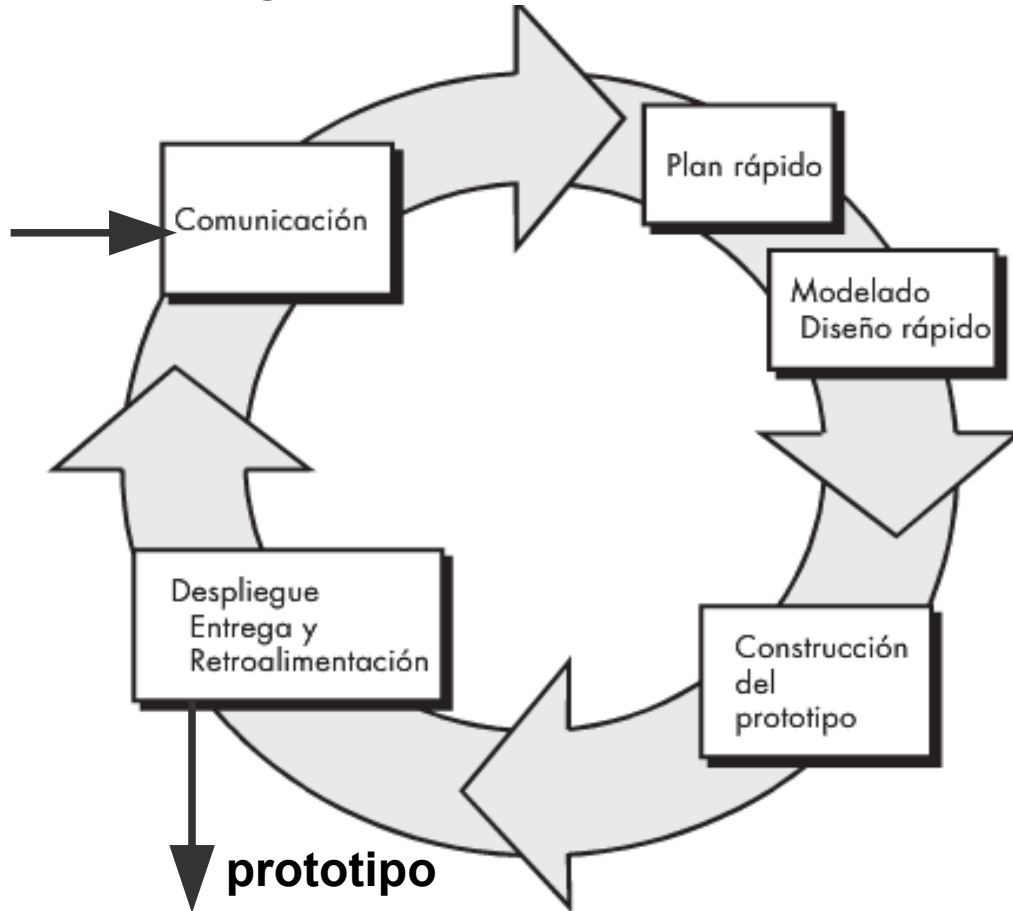 Comunicación
Plan rápido
Modelado
Diseño rápido
Construcción
del
prototipo
Despliegue
Entrega y
Retroalimentación
prototipo